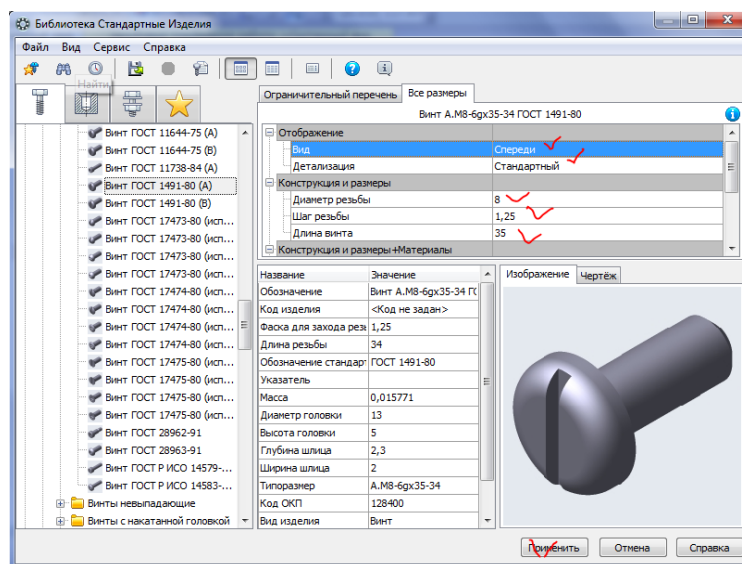 Библиотека Стандартные Изделия
Файл Вид Сервис Справка
Найти
Винт ГОСТ 11644-75 (A)
Винт ГОСТ 11644-75 (B)
Винт ГОСТ 11738-84 (A)
Винт ГОСТ 1491-80 (A)
Винт ГОСТ 1491-80 (B)
Винт ГОСТ 17473-80 (исп...
Винт ГОСТ 17473-80 (исп...
Винт ГОСТ 17473-80 (исп...
Винт ГОСТ 17473-80 (исп...
Винт ГОСТ 17474-80 (исп...
Винт ГОСТ 17474-80 (исп...
Винт ГОСТ 17474-80 (исп...
Винт ГОСТ 17474-80 (исп...
Винт ГОСТ 17475-80 (исп...
Винт ГОСТ 17475-80 (исп...
Винт ГОСТ 17475-80 (исп...
Винт ГОСТ 17475-80 (исп...
Винт ГОСТ 28962-91
Винт ГОСТ 28963-91
Винт ГОСТ Р ИСО 14579-...
Винт ГОСТ Р ИСО 14583-...
Винты невыпадающие
Винты с накатанной головкой
Ограничительный перечень Все размеры
Винт A.M8-6gx35-34 ГОСТ 1491-80
Отображение
Вид Спереди
Детализация Стандартный
Конструкция и размеры
Диаметр резьбы 8
Шаг резьбы 1,25
Длина винта 35
Конструкция и размеры+Материалы
Название Значение
Обозначение Винт A.M8-6gx35-34 ГО
Код изделия <Код не задан>
Фаска для захода резь 1,25
Длина резьбы 34
Обозначение стандар ГОСТ 1491-80
Указатель
Масса 0,015771
Диаметр головки 13
Высота головки 5
Глубина шлица 2,3
Ширина шлица 2
Типоразмер A.M8-6gx35-34
Код ОКП 128400
Вид изделия Винт
Изображение Чертёж
Применить Отмена Справка